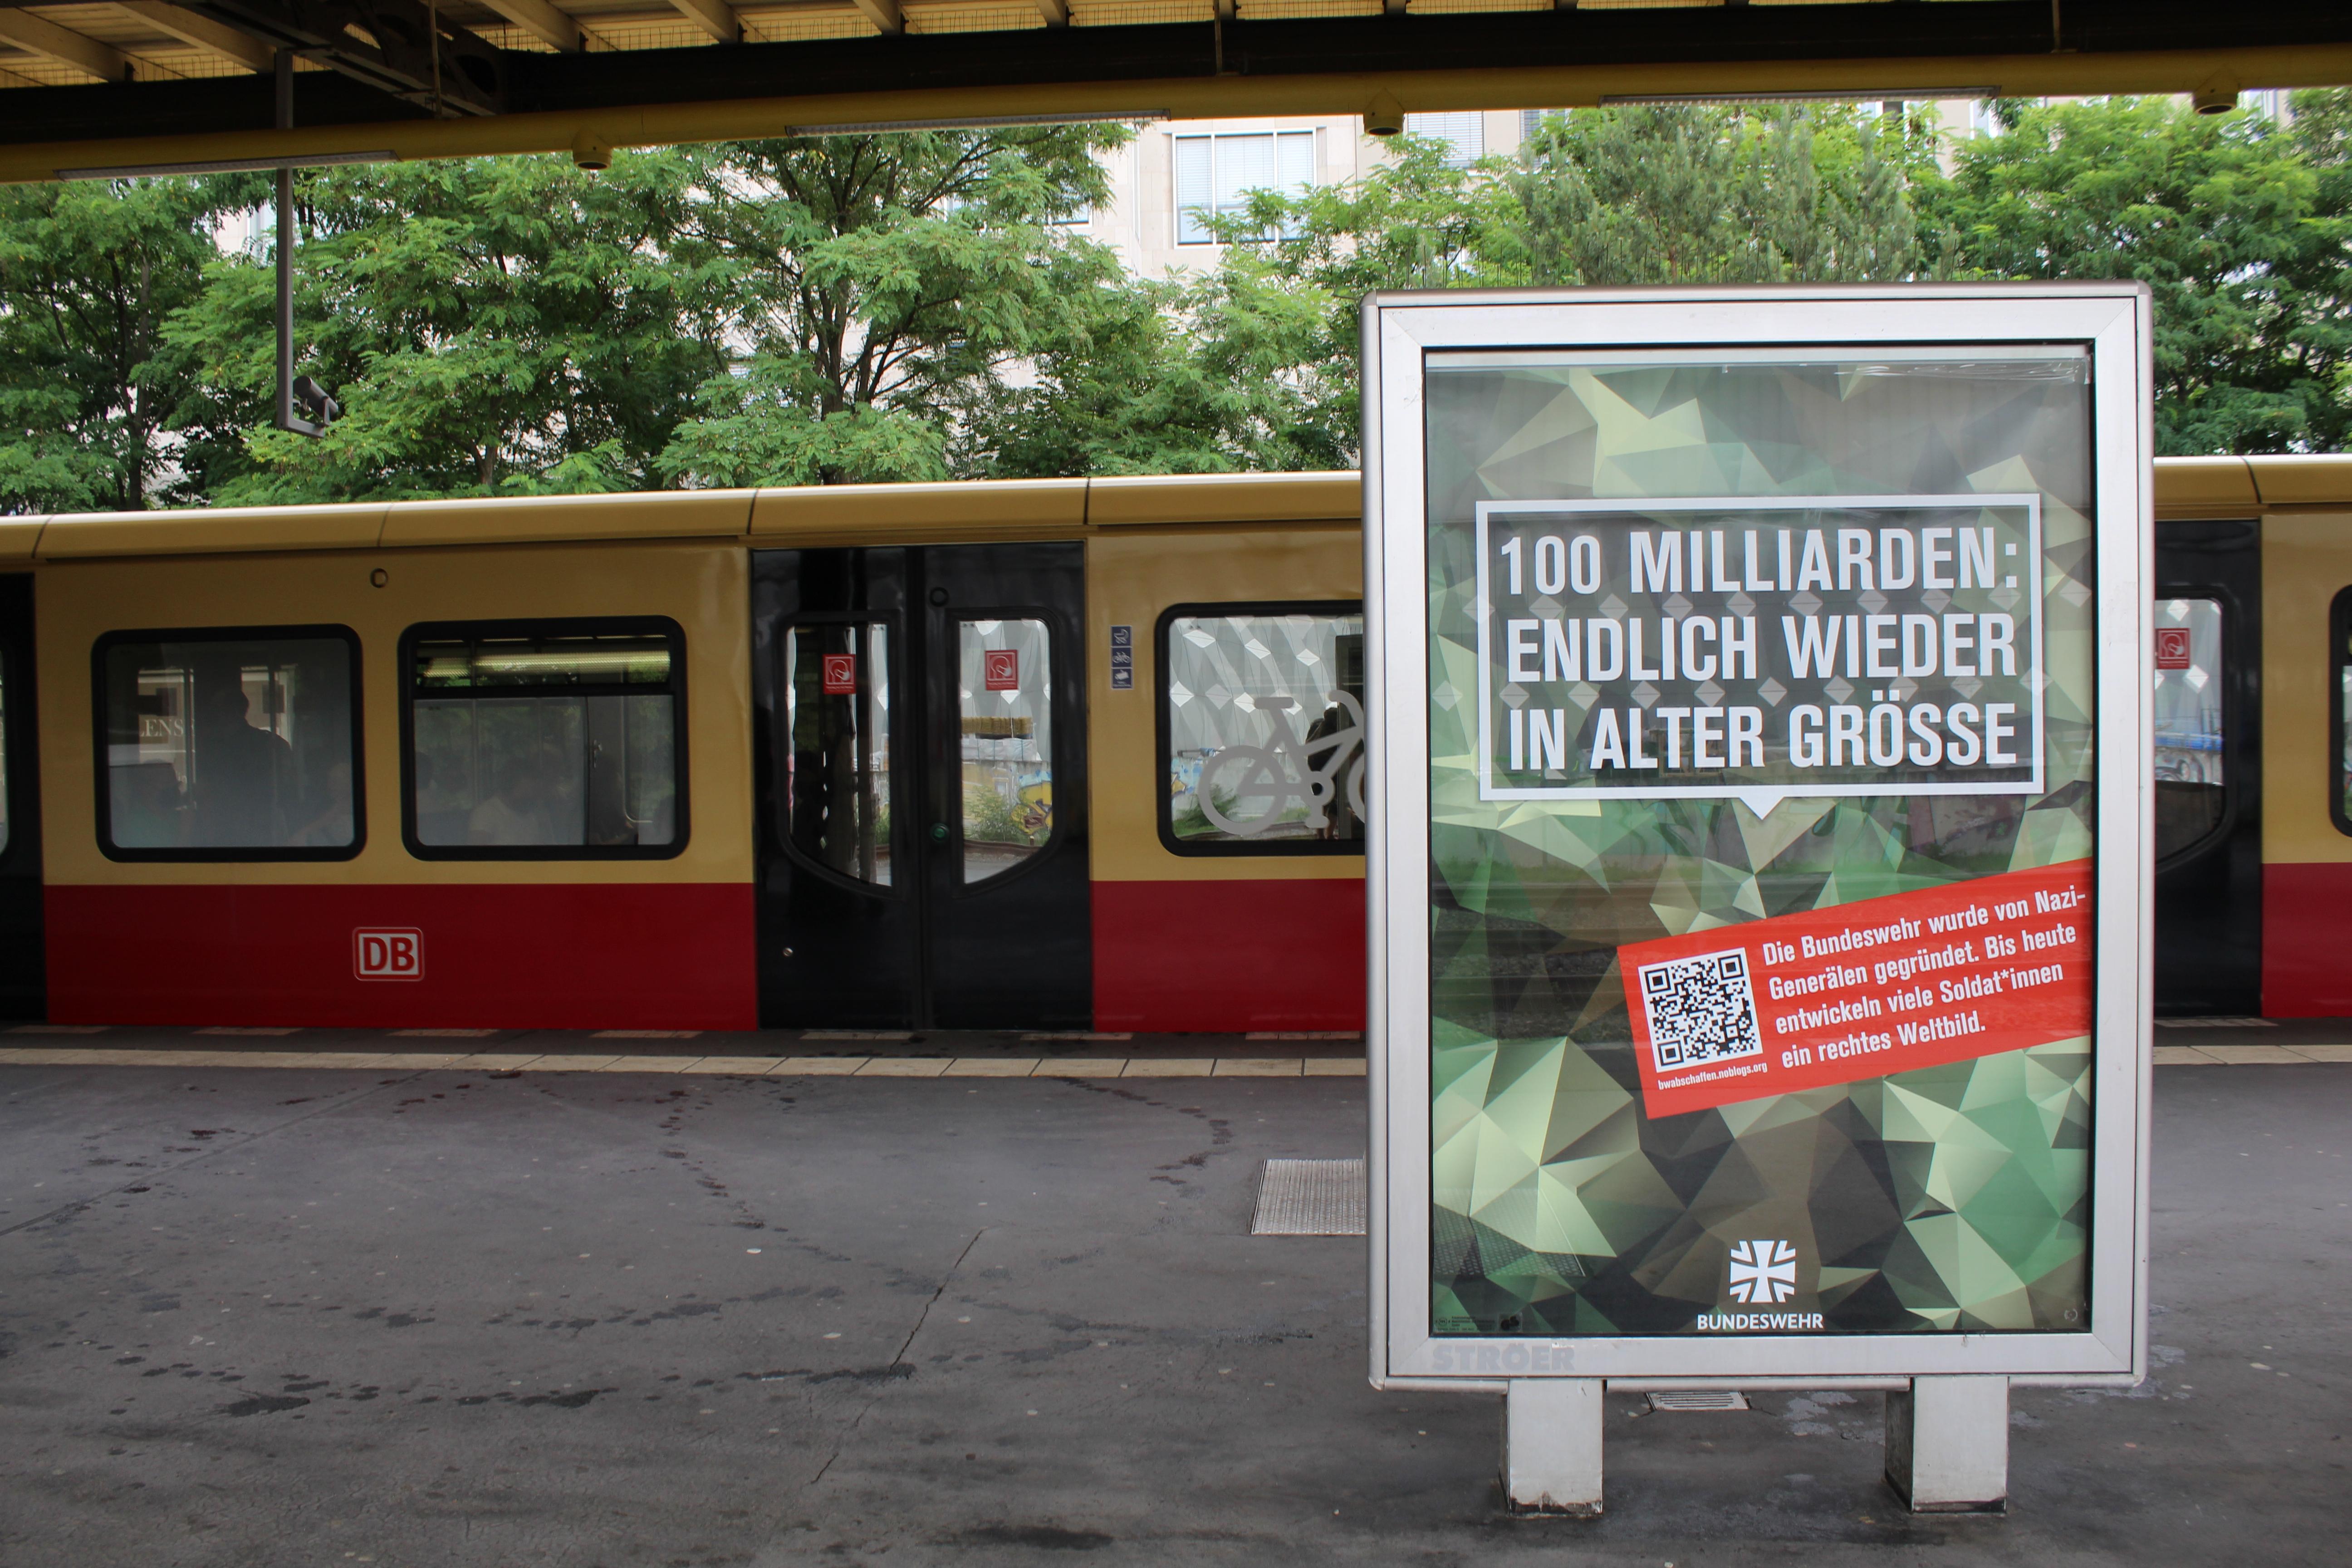 100 MILLIARDEN:
ENDLICH WIEDER
IN ALTER GRÖSSE
Die Bundeswehr wurde von Nazi-
Generälen gegründet. Bis heute
entwickeln viele Soldat*innen
ein rechtes Weltbild.
bwabschaffen.noblogs.org
BUNDESWEHR
STRÖER
DB